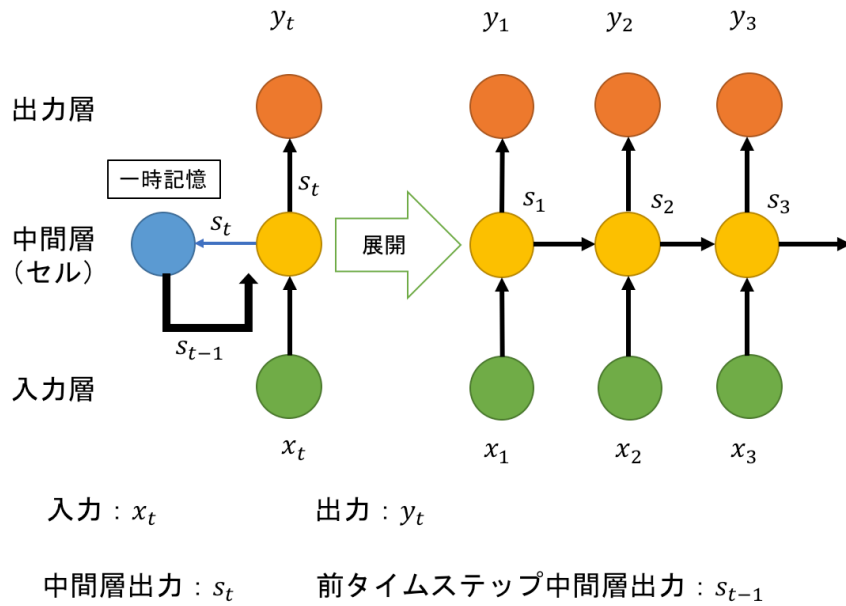 y_t y_1 y_2 y_3
出力層
一時記憶
s_t
s_1 s_2 s_3
s_t
中間層
（セル）
展開
s_{t-1}
入力層
x_t x_1 x_2 x_3
入力：x_t 出力：y_t
中間層出力：s_t 前タイムステップ中間層出力：s_{t-1}